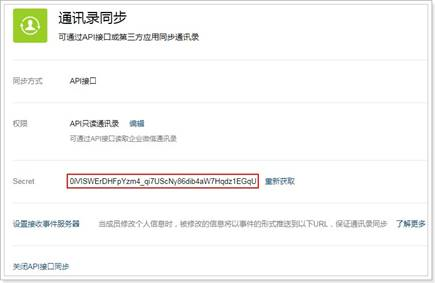 通讯录同步
可通过API接口或第三方应用同步通讯录
同步方式 API接口
权限 API只读通讯录 编辑
可通过API接口读取企业微信通讯录
Secret 0iVlSWErDHFpYzm4_qi7UScNy86dib4aW7Hqdz1EGqU 重新获取
设置接收事件服务器 当成员修改个人信息时，被修改的信息将以事件的形式推送到以下URL，保证通讯录同步 了解更多
关闭API接口同步